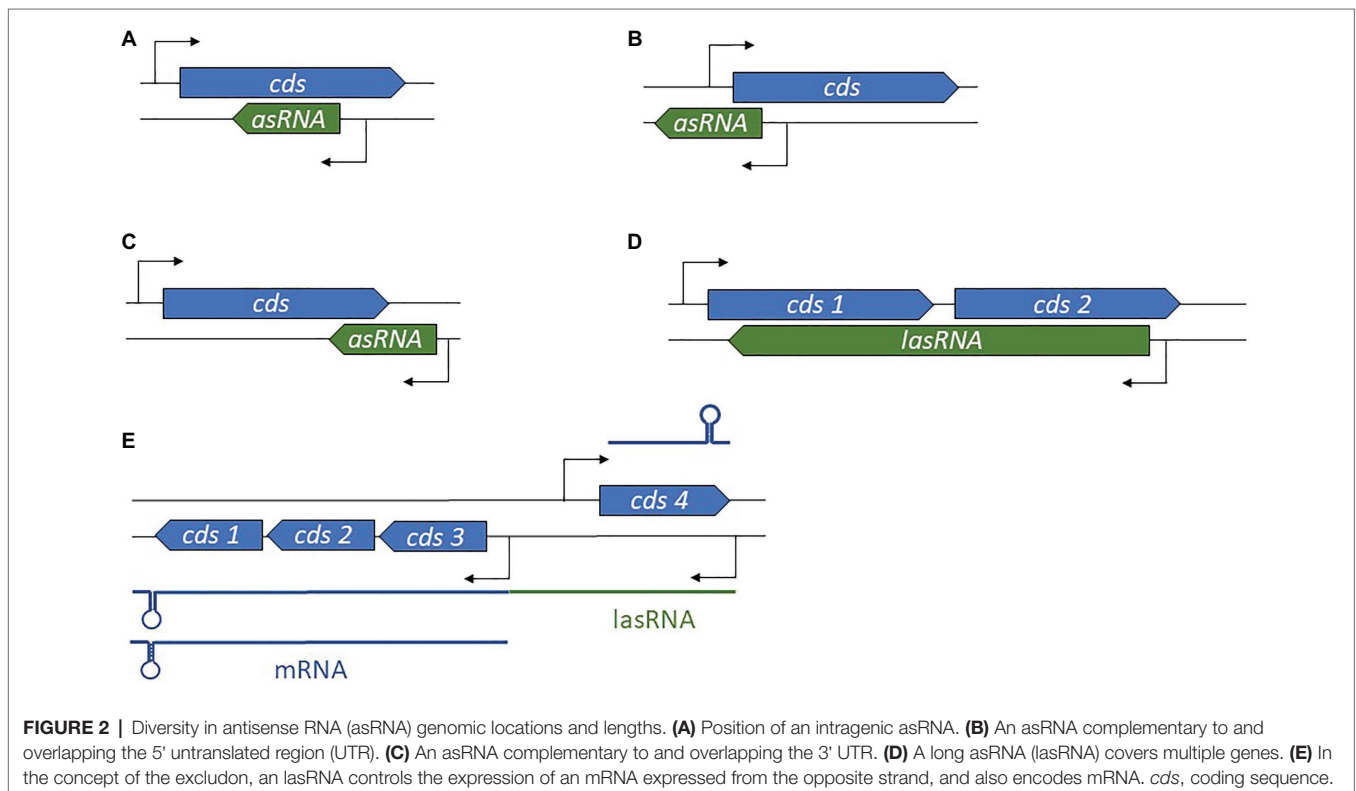 A
cds
asRNA
B
cds
asRNA
C
cds
asRNA
D
cds 1 cds 2
lasRNA
E
cds 4
cds 1 cds 2 cds 3
lasRNA
mRNA
FIGURE 2 | Diversity in antisense RNA (asRNA) genomic locations and lengths. (A) Position of an intragenic asRNA. (B) An asRNA complementary to and
overlapping the 5' untranslated region (UTR). (C) An asRNA complementary to and overlapping the 3' UTR. (D) A long asRNA (lasRNA) covers multiple genes. (E) In
the concept of the excludon, an lasRNA controls the expression of an mRNA expressed from the opposite strand, and also encodes mRNA. cds, coding sequence.